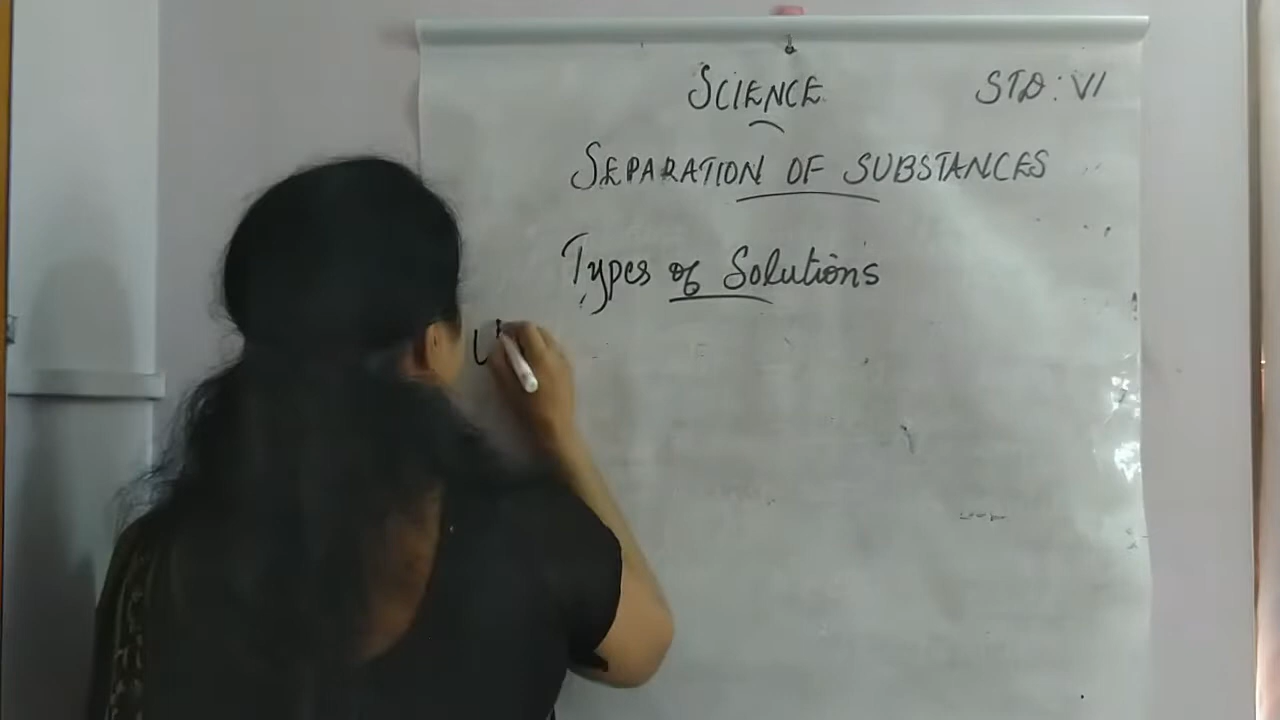 SCIENCE STD: VI
SEPARATION OF SUBSTANCES
Types of Solutions